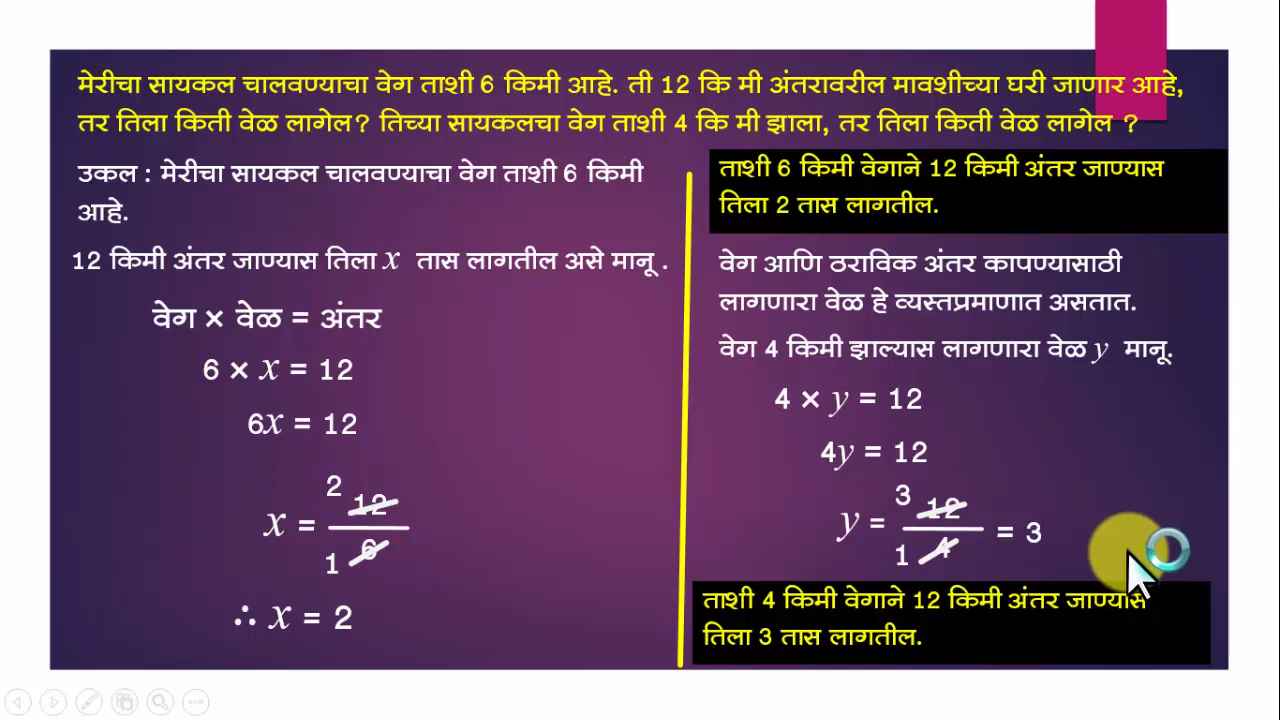 मेरीचा सायकल चालवण्याचा वेग ताशी 6 किमी आहे. ती 12 कि मी अंतरावरील मावशीच्या घरी जाणार आहे,
तर तिला किती वेळ लागेल? तिच्या सायकलचा वेग ताशी 4 कि मी झाला, तर तिला किती वेळ लागेल ?
उकल : मेरीचा सायकल चालवण्याचा वेग ताशी 6 किमी
आहे.
12 किमी अंतर जाण्यास तिला x तास लागतील असे मानू .
वेग × वेळ = अंतर
6 × x = 12
6x = 12
2 12
x =
1 6
∴ x = 2
ताशी 6 किमी वेगाने 12 किमी अंतर जाण्यास
तिला 2 तास लागतील.
वेग आणि ठराविक अंतर कापण्यासाठी
लागणारा वेळ हे व्यस्तप्रमाणात असतात.
वेग 4 किमी झाल्यास लागणारा वेळ y मानू.
4 × y = 12
4y = 12
3 12
y = = 3
1 4
ताशी 4 किमी वेगाने 12 किमी अंतर जाण्यास
तिला 3 तास लागतील.